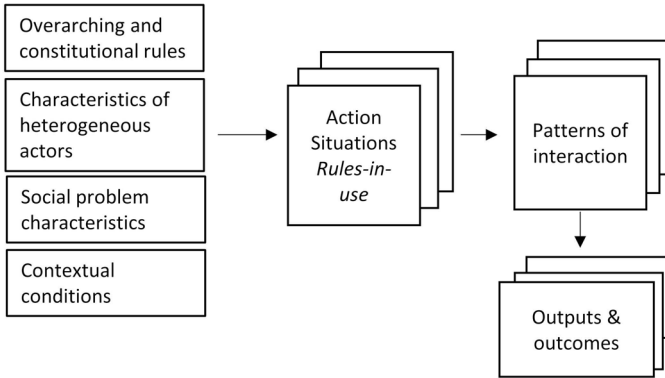 Overarching and
constitutional rules
Characteristics of
heterogeneous
actors
Social problem
characteristics
Contextual
conditions
Action
Situations
Rules-in-
use
Patterns of
interaction
Outputs &
outcomes